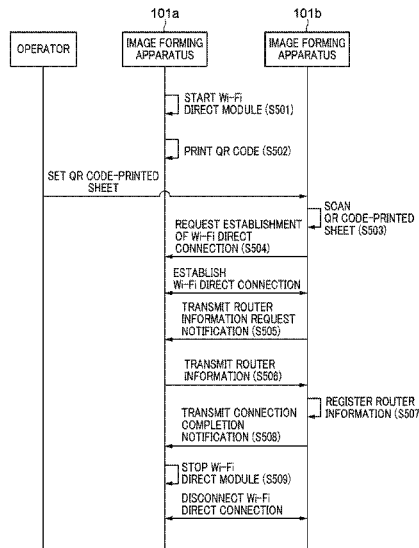 101a
101b
OPERATOR
IMAGE FORMING
APPARATUS
IMAGE FORMING
APPARATUS
START Wi-Fi
DIRECT MODULE (S501)
PRINT QR CODE (S502)
SET QR CODE-PRINTED
SHEET
SCAN
QR CODE-PRINTED
SHEET (S503)
REQUEST ESTABLISHMENT
OF Wi-Fi DIRECT
CONNECTION (S504)
ESTABLISH
Wi-Fi DIRECT CONNECTION
TRANSMIT ROUTER
INFORMATION REQUEST
NOTIFICATION (S505)
TRANSMIT ROUTER
INFORMATION (S506)
REGISTER ROUTER
INFORMATION (S507
TRANSMIT CONNECTION
COMPLETION
NOTIFICATION (S508)
STOP Wi-Fi
DIRECT MODULE (S509)
DISCONNECT Wi-Fi
DIRECT CONNECTION